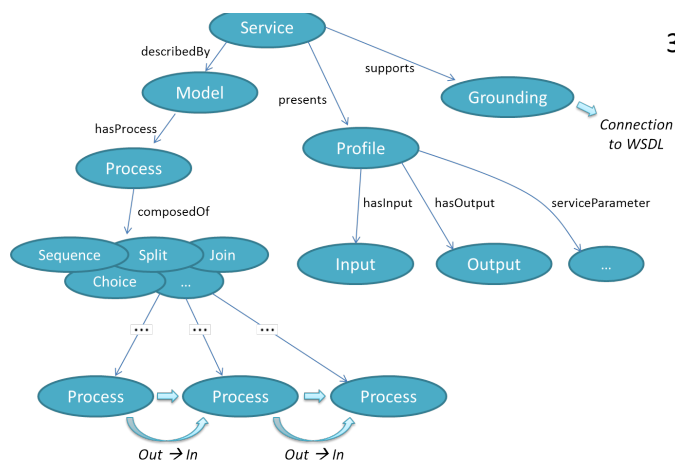 Service
3
describedBy
supports
Model
presents
Grounding
hasProcess
Connection
to WSDL
Process
Profile
composedOf
hasInput
hasOutput
serviceParameter
Sequence
Split
Join
Choice
...
Input
Output
...
...
...
...
Process
Process
Process
Out → In
Out → In